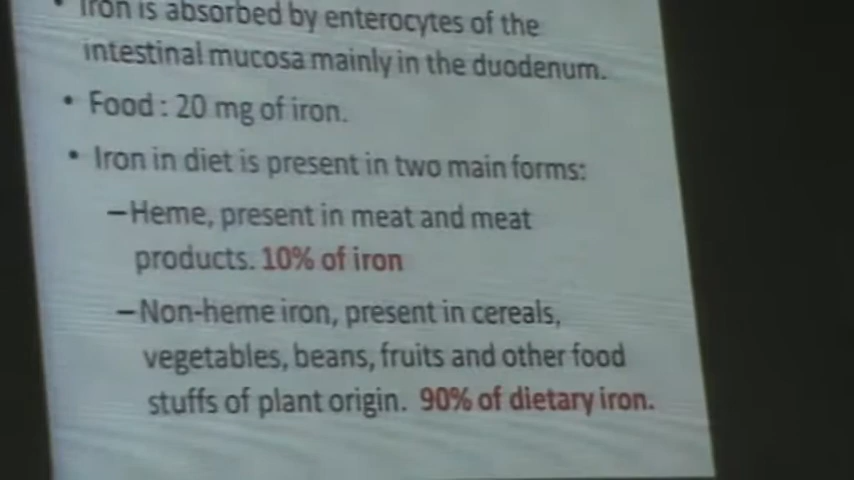 • Iron is absorbed by enterocytes of the
intestinal mucosa mainly in the duodenum.
• Food : 20 mg of iron.
• Iron in diet is present in two main forms:
–Heme, present in meat and meat
products. 10% of iron
–Non-heme iron, present in cereals,
vegetables, beans, fruits and other food
stuffs of plant origin. 90% of dietary iron.